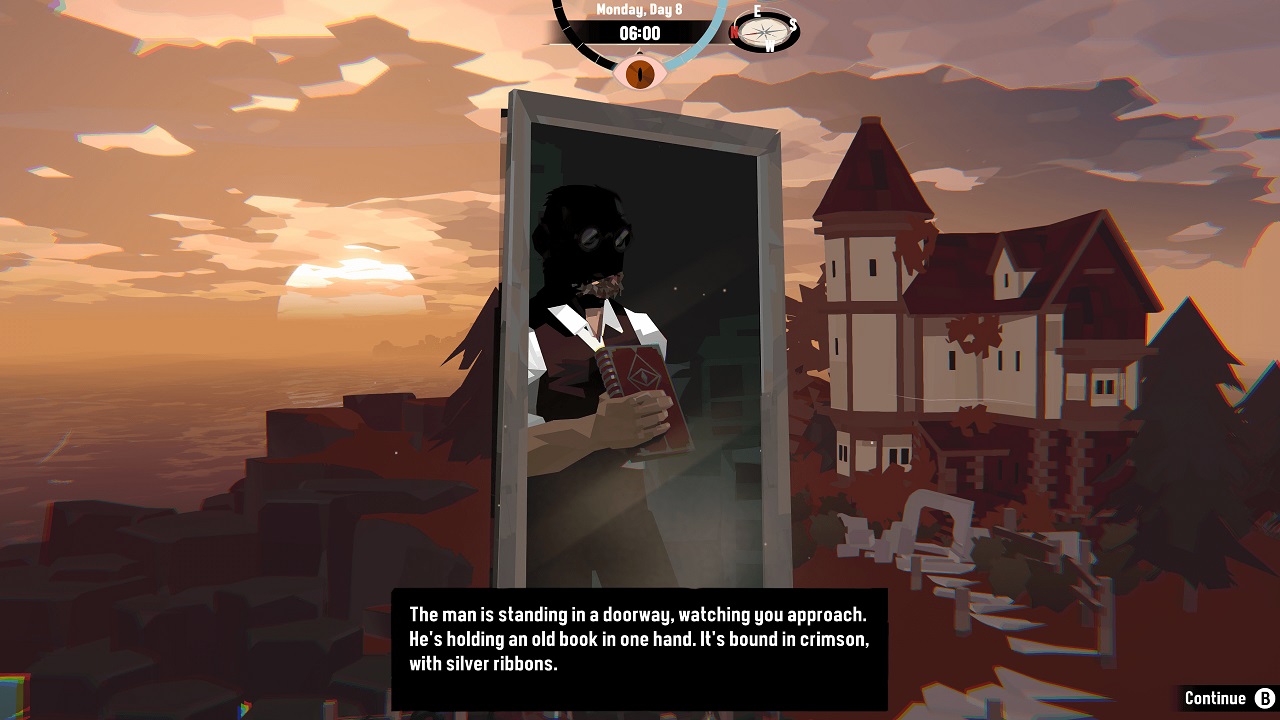 Monday, Day 8
06:00
N
E
S
W
The man is standing in a doorway, watching you approach.
He's holding an old book in one hand. It's bound in crimson,
with silver ribbons.
Continue B